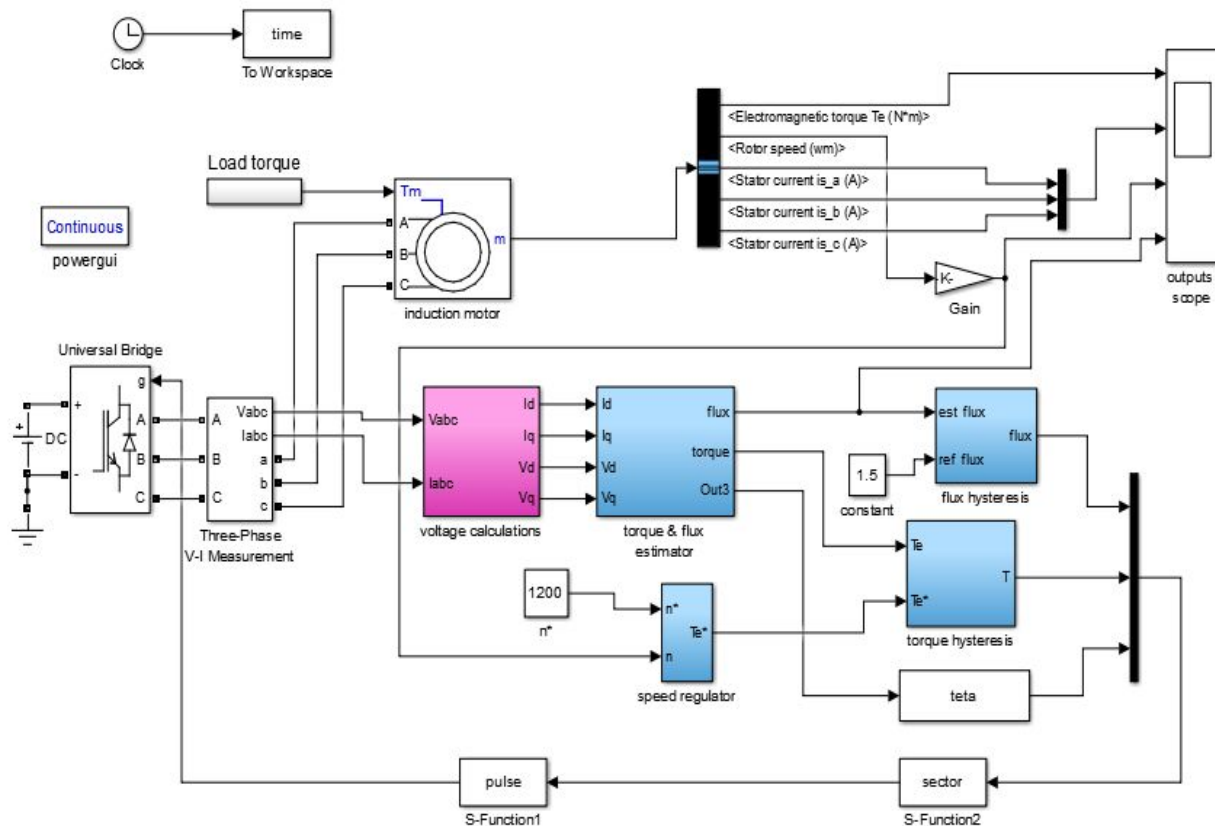 time
Clock
To Workspace
<Electromagnetic torque Te (N*m)>
<Rotor speed (wm)>
<Stator current is_a (A)>
<Stator current is_b (A)>
<Stator current is_c (A)>
Load torque
Tm
A
B
C
m
induction motor
Continuous
powergui
-K-
Gain
outputs
scope
Universal Bridge
g
+
-
A
B
C
+
DC
Vabc
Iabc
A
B
C
a
b
c
Three-Phase
V-I Measurement
Vabc
Iabc
Id
Iq
Vd
Vq
voltage calculations
Id
Iq
Vd
Vq
flux
torque
Out3
torque & flux
estimator
est flux
ref flux
flux
flux hysteresis
1.5
constant
Te
Te*
T
torque hysteresis
1200
n*
n*
n
Te*
speed regulator
teta
pulse
S-Function1
sector
S-Function2